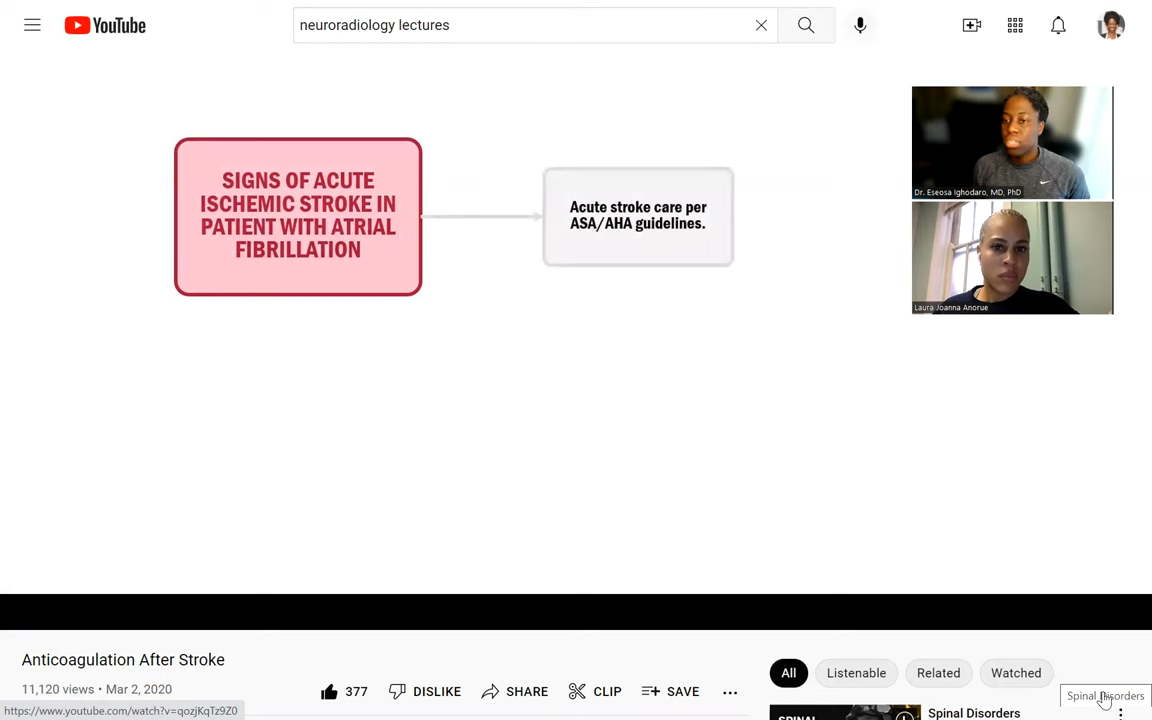 YouTube
neuroradiology lectures
SIGNS OF ACUTE
ISCHEMIC STROKE IN
PATIENT WITH ATRIAL
FIBRILLATION
Acute stroke care per
ASA/AHA guidelines.
Dr. Eseosa Ighodaro, MD, PhD
Laura Joanna Anorue
Anticoagulation After Stroke
11,120 views • Mar 2, 2020
377
DISLIKE
SHARE
CLIP
SAVE
All
Listenable
Related
Watched
Spinal Disorders
SPINAL
Spinal Disorders
https://www.youtube.com/watch?v=qozjKqTz9Z0